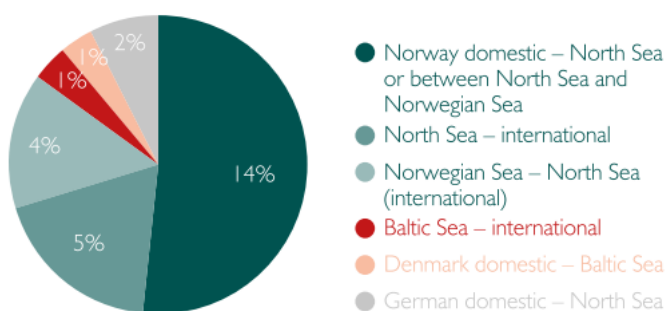 2%
1%
1%
4%
14%
5%
Norway domestic – North Sea
or between North Sea and
Norwegian Sea
North Sea – international
Norwegian Sea – North Sea
(international)
Baltic Sea – international
Denmark domestic – Baltic Sea
German domestic – North Sea